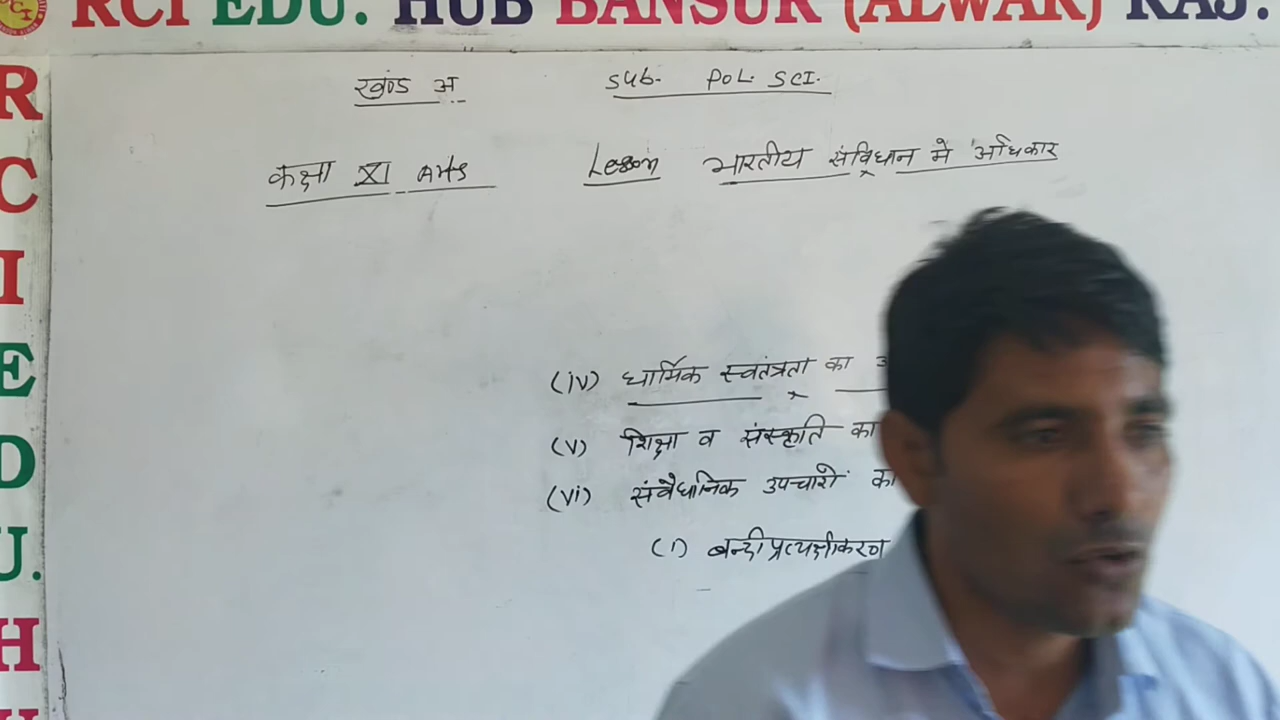 RCI EDU. HUB BANSUR (ALWAR) RAJ.
R
C
I
E
D
U.
H
खण्ड अ
Sub. POL. SCI.
कक्षा XI Arts
Lesson भारतीय संविधान मे अधिकार
(iv) धार्मिक स्वतंत्रता का
(v) शिक्षा व संस्कृति का
(vi) संवैधानिक उपचारों का
(1) बन्दी प्रत्यक्षीकरण